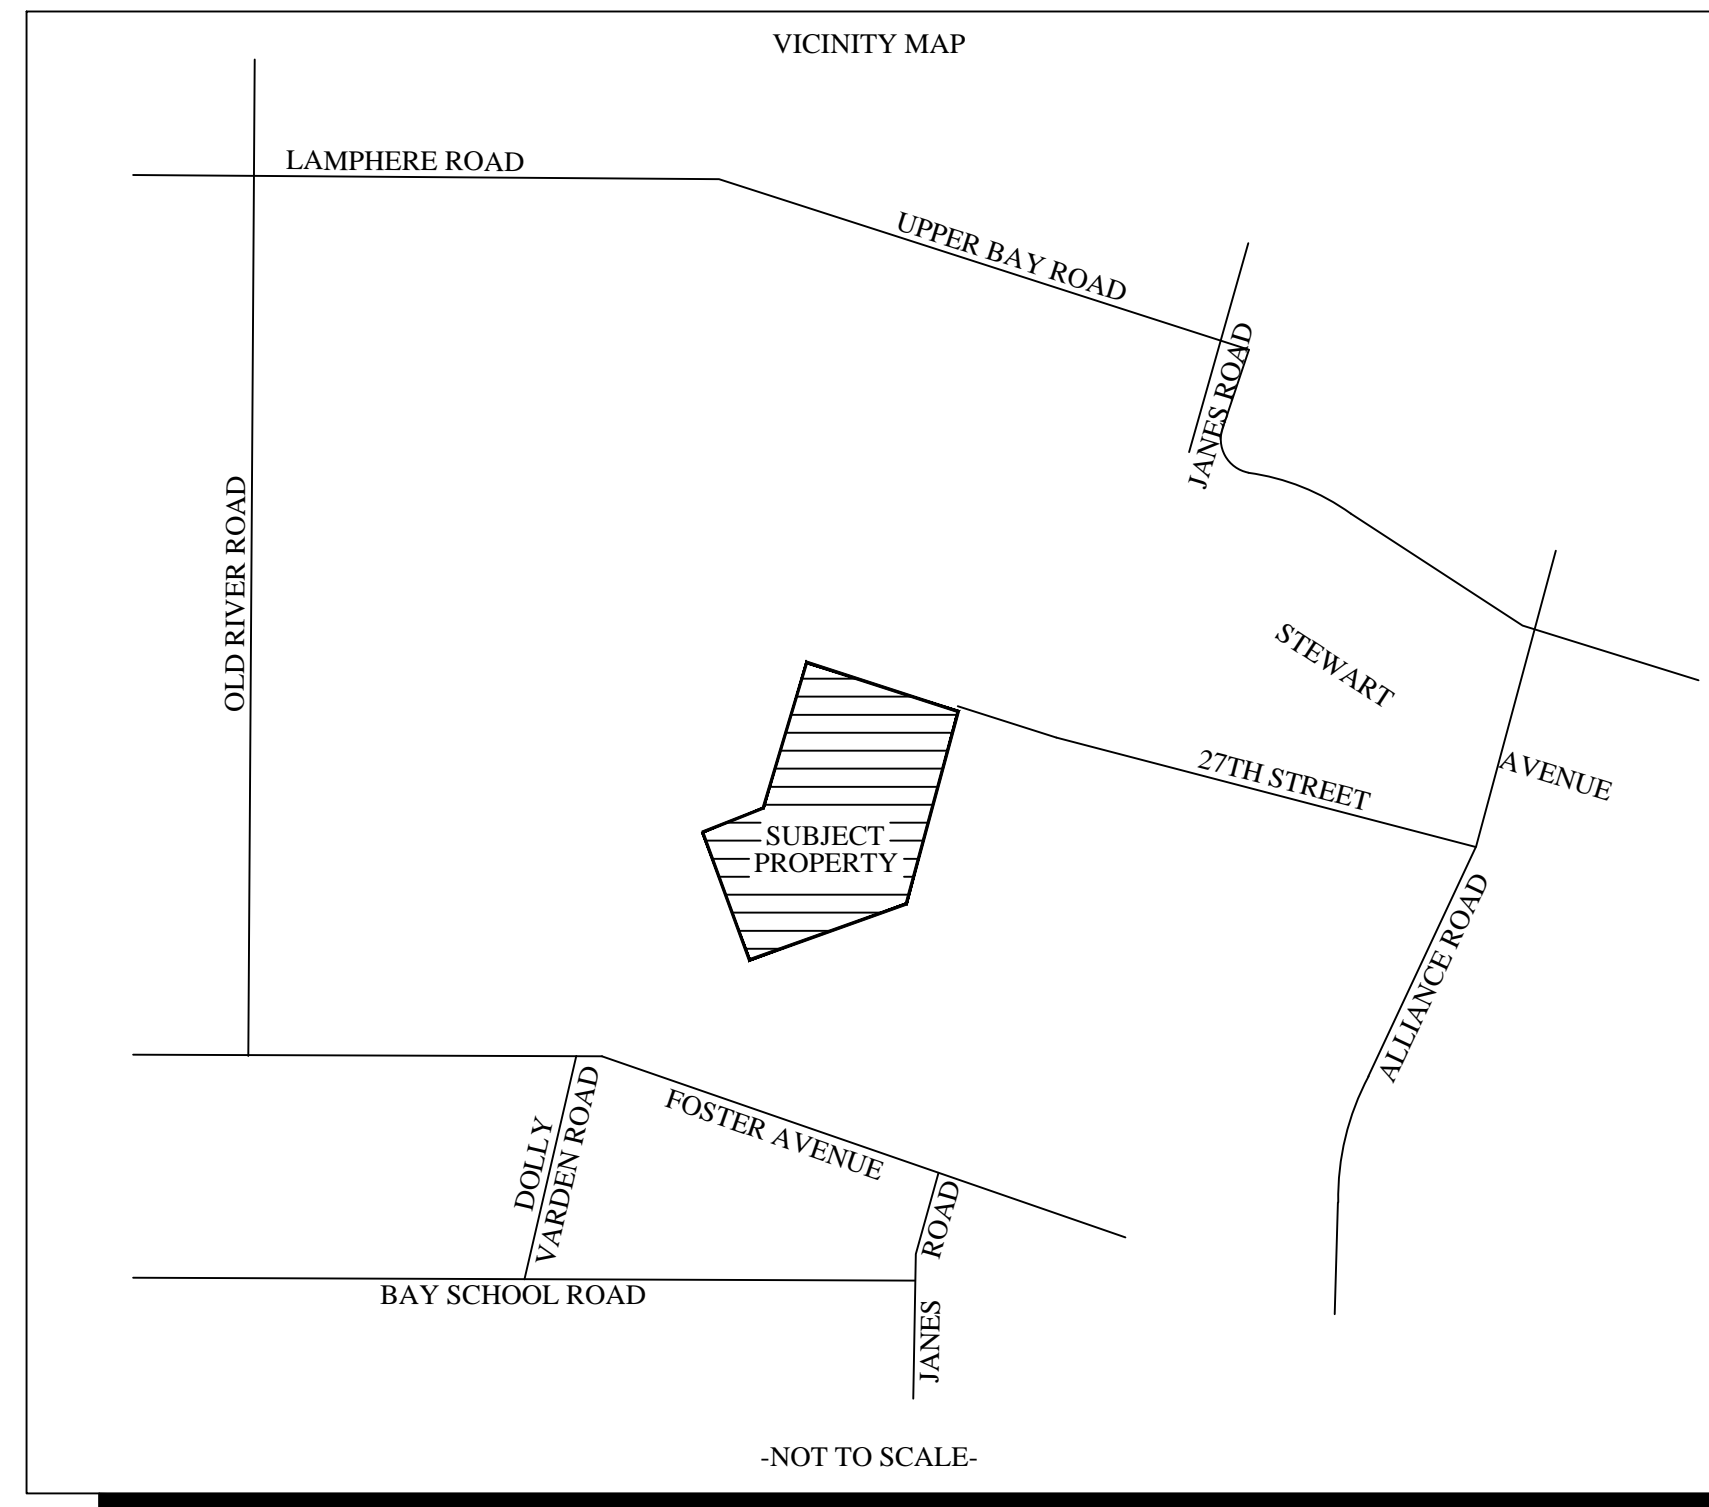 VICINITY MAP
LAMPHERE ROAD
UPPER BAY ROAD
JANES ROAD
OLD RIVER ROAD
STEWART
AVENUE
27TH STREET
SUBJECT
PROPERTY
ALLIANCE ROAD
DOLLY
VARDEN ROAD
FOSTER AVENUE
JANES
ROAD
BAY SCHOOL ROAD
-NOT TO SCALE-